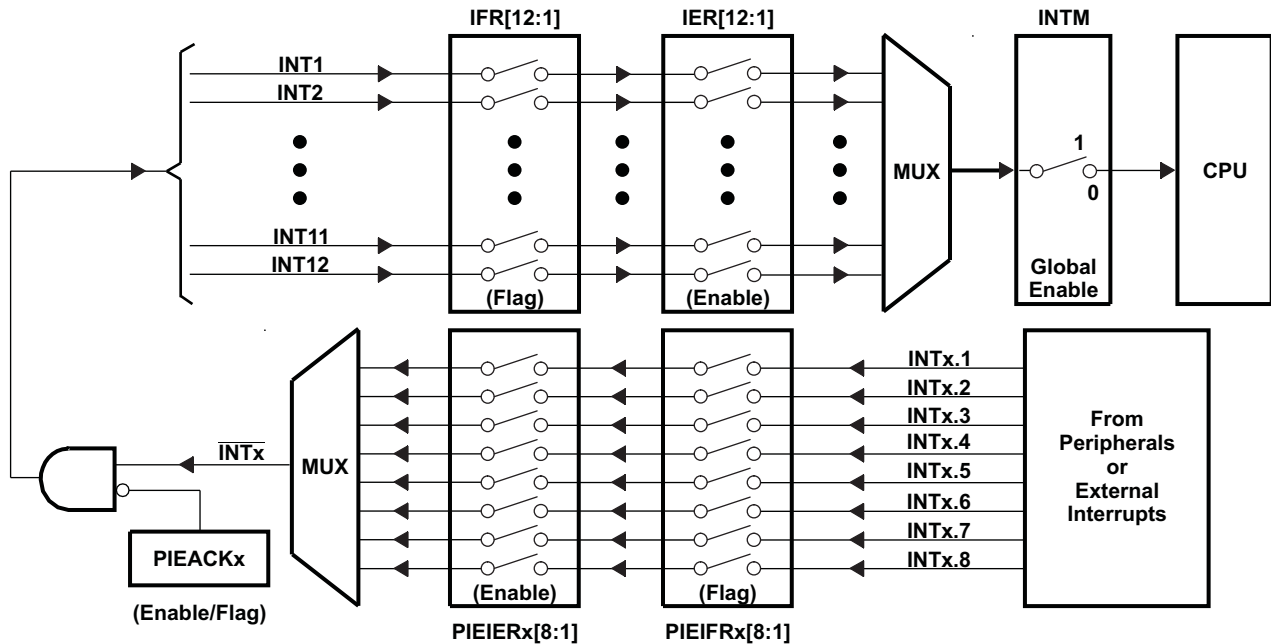 IFR[12:1]
IER[12:1]
INTM
INT1
INT2
1
MUX
CPU
0
INT11
INT12
Global
Enable
(Flag)
(Enable)
INTx.1
INTx.2
INTx.3
INTx.4
INTx.5
INTx.6
INTx.7
INTx.8
From
Peripherals
or
External
Interrupts
INTx
MUX
PIEACKx
(Enable/Flag)
(Enable)
(Flag)
PIEIERx[8:1]
PIEIFRx[8:1]